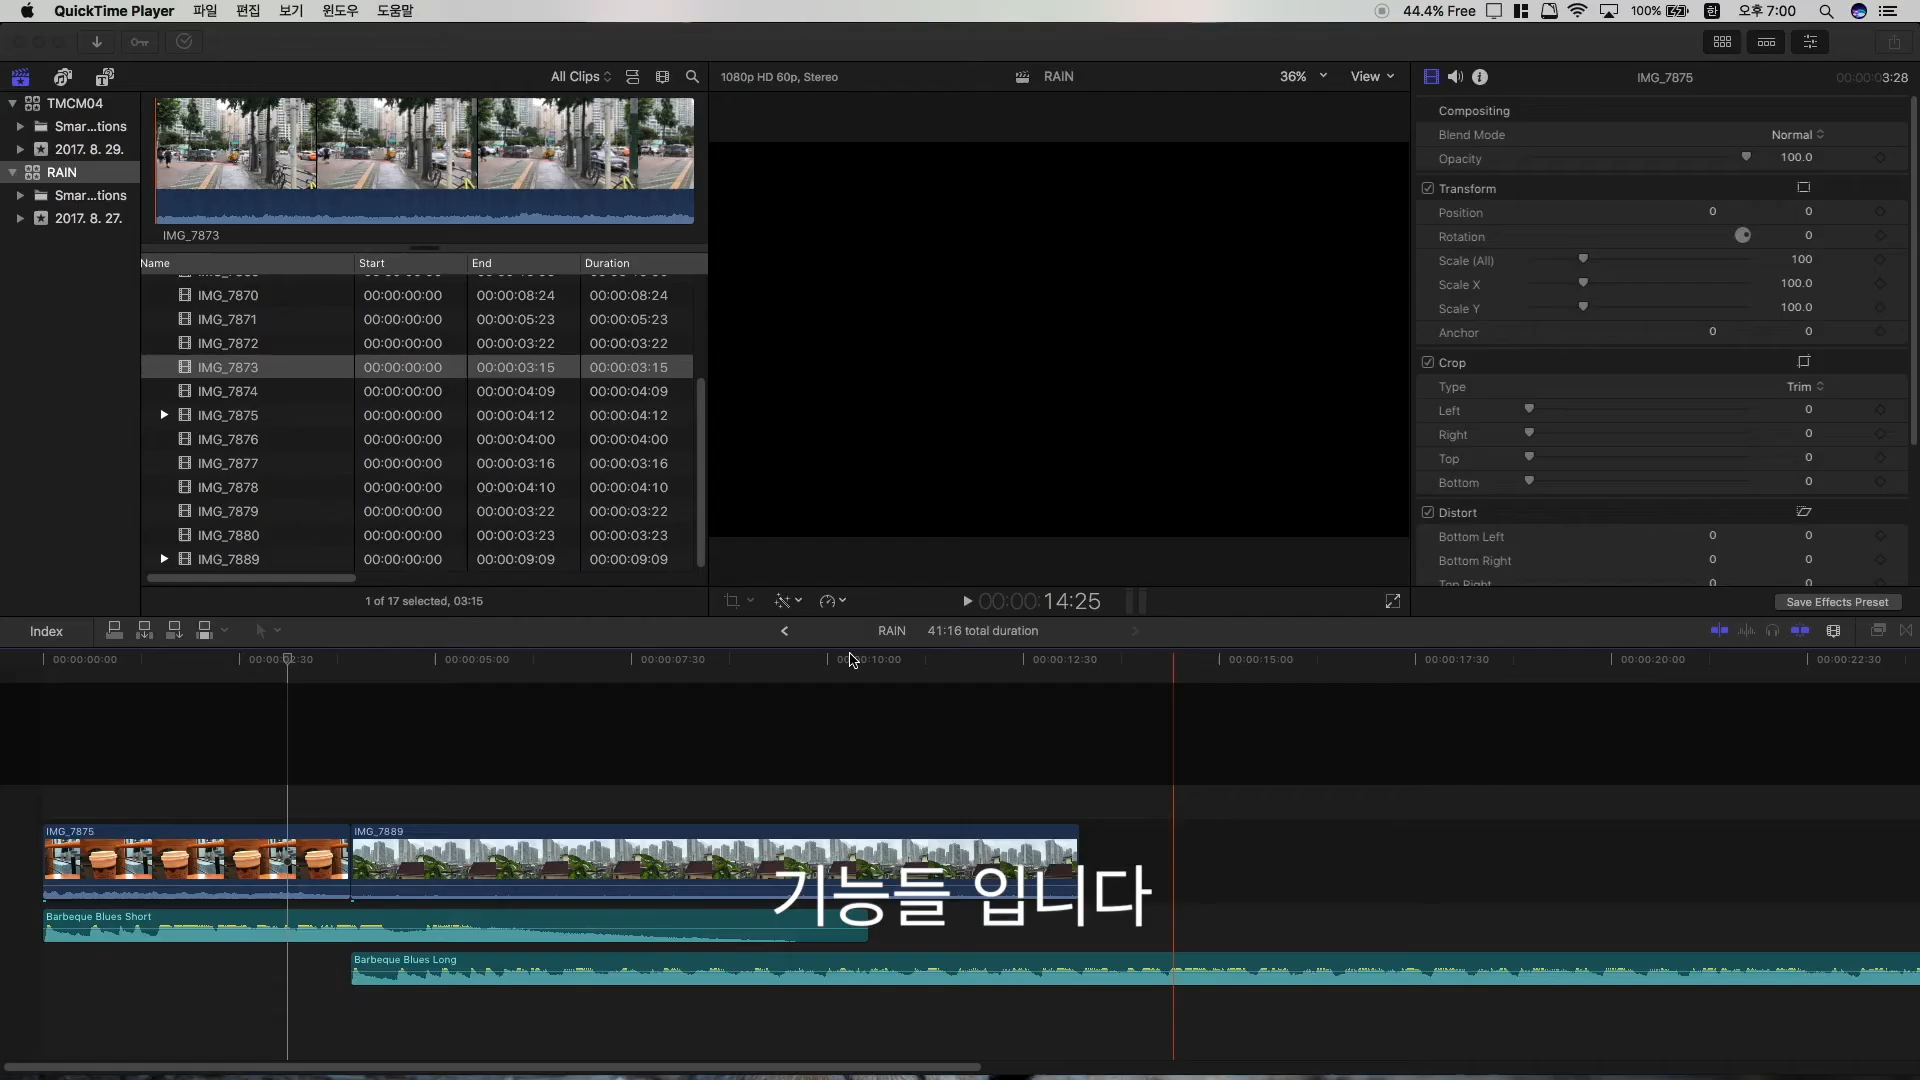 QuickTime Player 파일 편집 보기 윈도우 도움말 44.4% Free 100% 한 오후 7:00
All Clips 1080p HD 60p, Stereo RAIN 36% View IMG_7875 00:00:03:28
TMCM04
Smar...tions
2017. 8. 29.
RAIN
Smar...tions
2017. 8. 27.
IMG_7873
Name Start End Duration
IMG_7870 00:00:00:00 00:00:08:24 00:00:08:24
IMG_7871 00:00:00:00 00:00:05:23 00:00:05:23
IMG_7872 00:00:00:00 00:00:03:22 00:00:03:22
IMG_7873 00:00:00:00 00:00:03:15 00:00:03:15
IMG_7874 00:00:00:00 00:00:04:09 00:00:04:09
IMG_7875 00:00:00:00 00:00:04:12 00:00:04:12
IMG_7876 00:00:00:00 00:00:04:00 00:00:04:00
IMG_7877 00:00:00:00 00:00:03:16 00:00:03:16
IMG_7878 00:00:00:00 00:00:04:10 00:00:04:10
IMG_7879 00:00:00:00 00:00:03:22 00:00:03:22
IMG_7880 00:00:00:00 00:00:03:23 00:00:03:23
IMG_7889 00:00:00:00 00:00:09:09 00:00:09:09
1 of 17 selected, 03:15
00:00:14:25
Compositing
Blend Mode Normal
Opacity 100.0
Transform
Position 0 0
Rotation 0
Scale (All) 100
Scale X 100.0
Scale Y 100.0
Anchor 0 0
Crop
Type Trim
Left 0
Right 0
Top 0
Bottom 0
Distort
Bottom Left 0 0
Bottom Right 0 0
Top Right 0 0
Save Effects Preset
Index RAIN 41:16 total duration
00:00:00:00 00:00:05:00 00:00:07:30 00:00:12:30 00:00:15:00 00:00:17:30 00:00:20:00 00:00:22:30
IMG_7875 IMG_7889
기능들 입니다
Barbeque Blues Short
Barbeque Blues Long